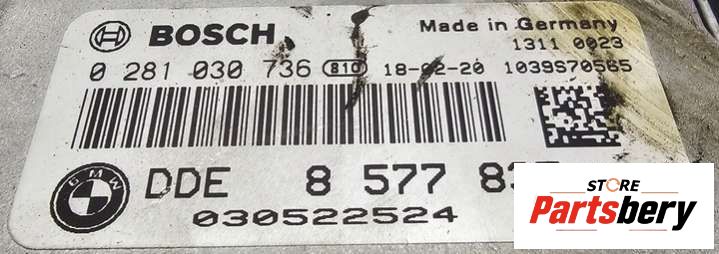 BOSCH Made in Germany
1311 0023
0 281 030 736 810 18-02-20 1039S70565
BMW DDE 8 577
030522524
STORE
Partsbery